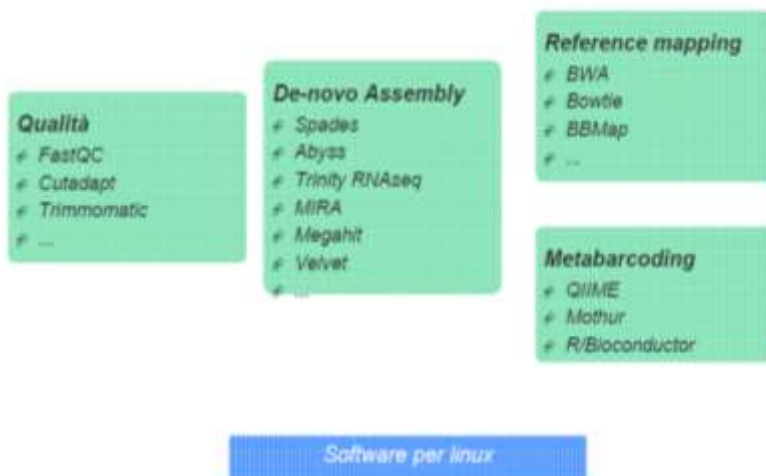 Qualità
FastQC
Cutadapt
Trimmomatic
...
De-novo Assembly
Spades
Abyss
Trinity RNAseq
MIRA
Megahit
Velvet
...
Reference mapping
BWA
Bowtie
BBMap
...
Metabarcoding
QIIME
Mothur
R/Bioconductor
Software per linux